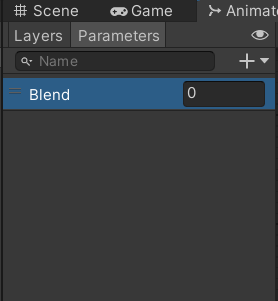 Scene Game Animat
Layers Parameters
Name
Blend 0